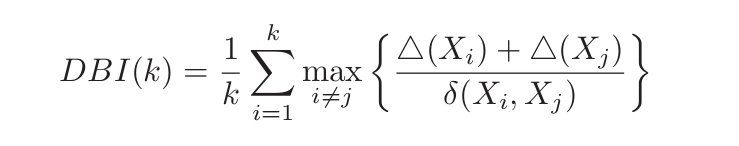 DBI(k) = \frac{1}{k} \sum_{i=1}^{k} \max_{i \neq j} \left\{ \frac{\triangle(X_i) + \triangle(X_j)}{\delta(X_i, X_j)} \right\}